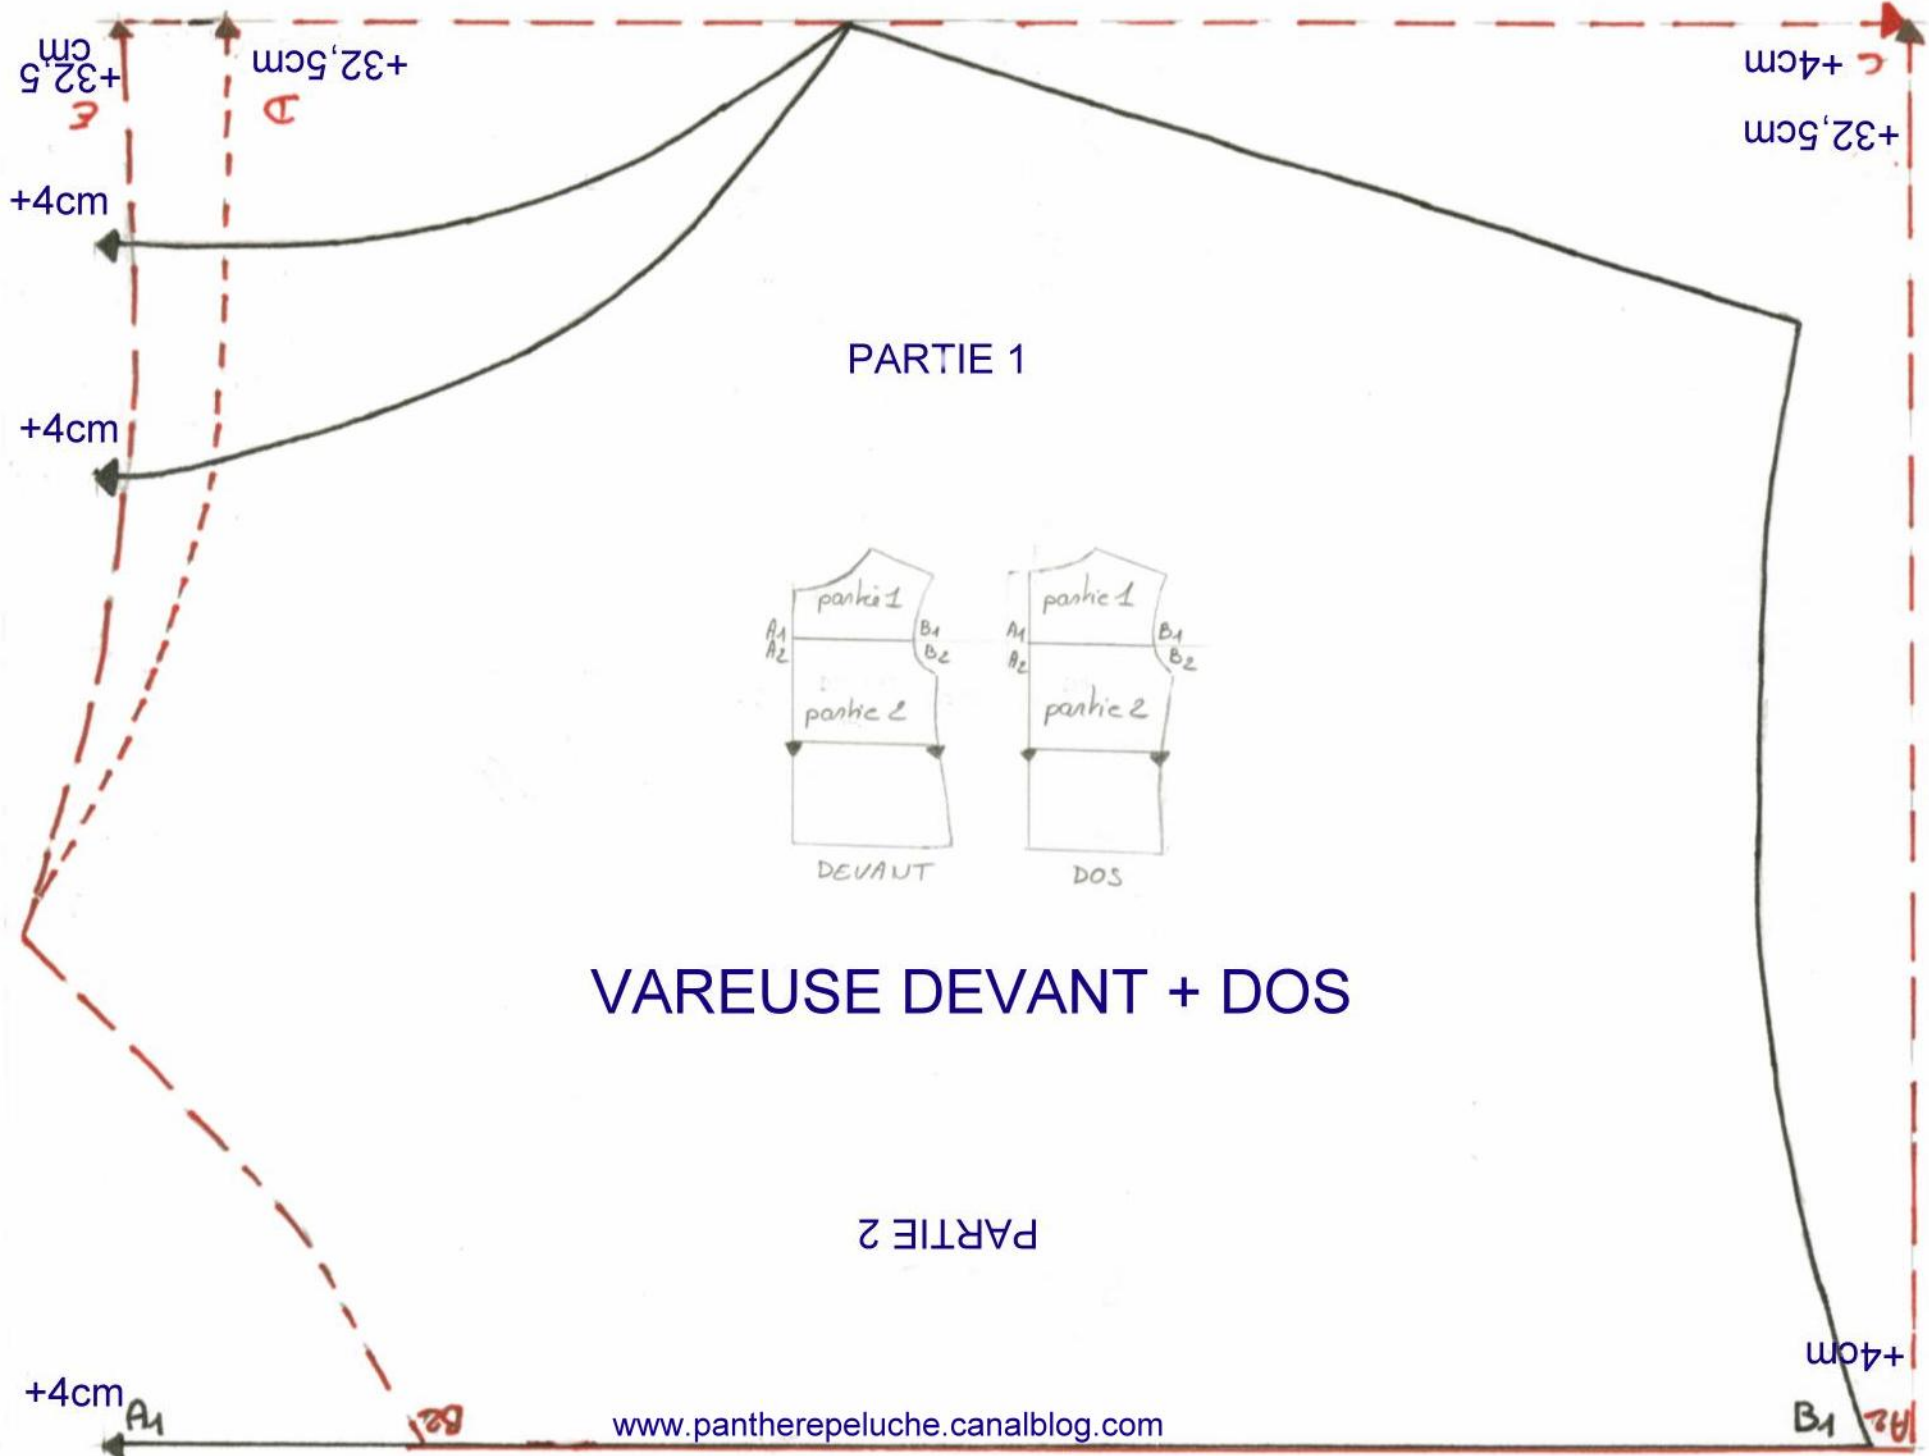 +32,5
cm
E
+32,5cm
D
+4cm
C
+32,5cm
+4cm
PARTIE 1
+4cm
partie 1
A1
B1
A2
B2
partie 2
DEVANT
partie 1
A1
B1
A2
B2
partie 2
DOS
VAREUSE DEVANT + DOS
PARTIE 2
+4cm
+4cm
A1
B2
www.pantherepeluche.canalblog.com
B1
A2